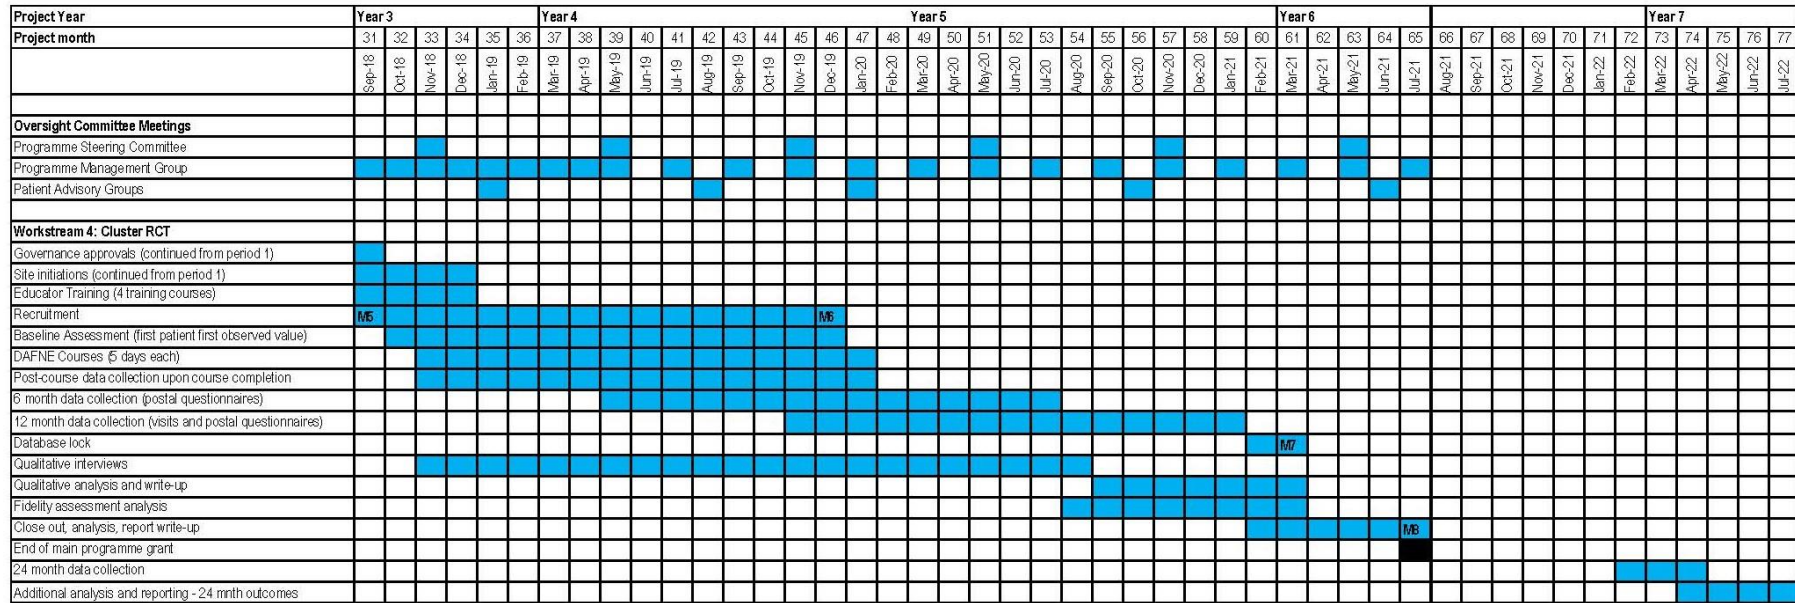 Project Year Year 3 Year 4 Year 5 Year 6 Year 7
Project month 31 32 33 34 35 36 37 38 39 40 41 42 43 44 45 46 47 48 49 50 51 52 53 54 55 56 57 58 59 60 61 62 63 64 65 66 67 68 69 70 71 72 73 74 75 76 77
Sep-18 Oct-18 Nov-18 Dec-18 Jan-19 Feb-19 Mar-19 Apr-19 May-19 Jun-19 Jul-19 Aug-19 Sep-19 Oct-19 Nov-19 Dec-19 Jan-20 Feb-20 Mar-20 Apr-20 May-20 Jun-20 Jul-20 Aug-20 Sep-20 Oct-20 Nov-20 Dec-20 Jan-21 Feb-21 Mar-21 Apr-21 May-21 Jun-21 Jul-21 Aug-21 Sep-21 Oct-21 Nov-21 Dec-21 Jan-22 Feb-22 Mar-22 Apr-22 May-22 Jun-22 Jul-22
Oversight Committee Meetings
Programme Steering Committee
Programme Management Group
Patient Advisory Groups
Workstream 4: Cluster RCT
Governance approvals (continued from period 1)
Site initiations (continued from period 1)
Educator Training (4 training courses)
Recruitment M5 M6
Baseline Assessment (first patient first observed value)
DAFNE Courses (5 days each)
Post-course data collection upon course completion
6 month data collection (postal questionnaires)
12 month data collection (visits and postal questionnaires)
Database lock M7
Qualitative interviews
Qualitative analysis and write-up
Fidelity assessment analysis
Close out, analysis, report write-up M8
End of main programme grant
24 month data collection
Additional analysis and reporting - 24 mnth outcomes